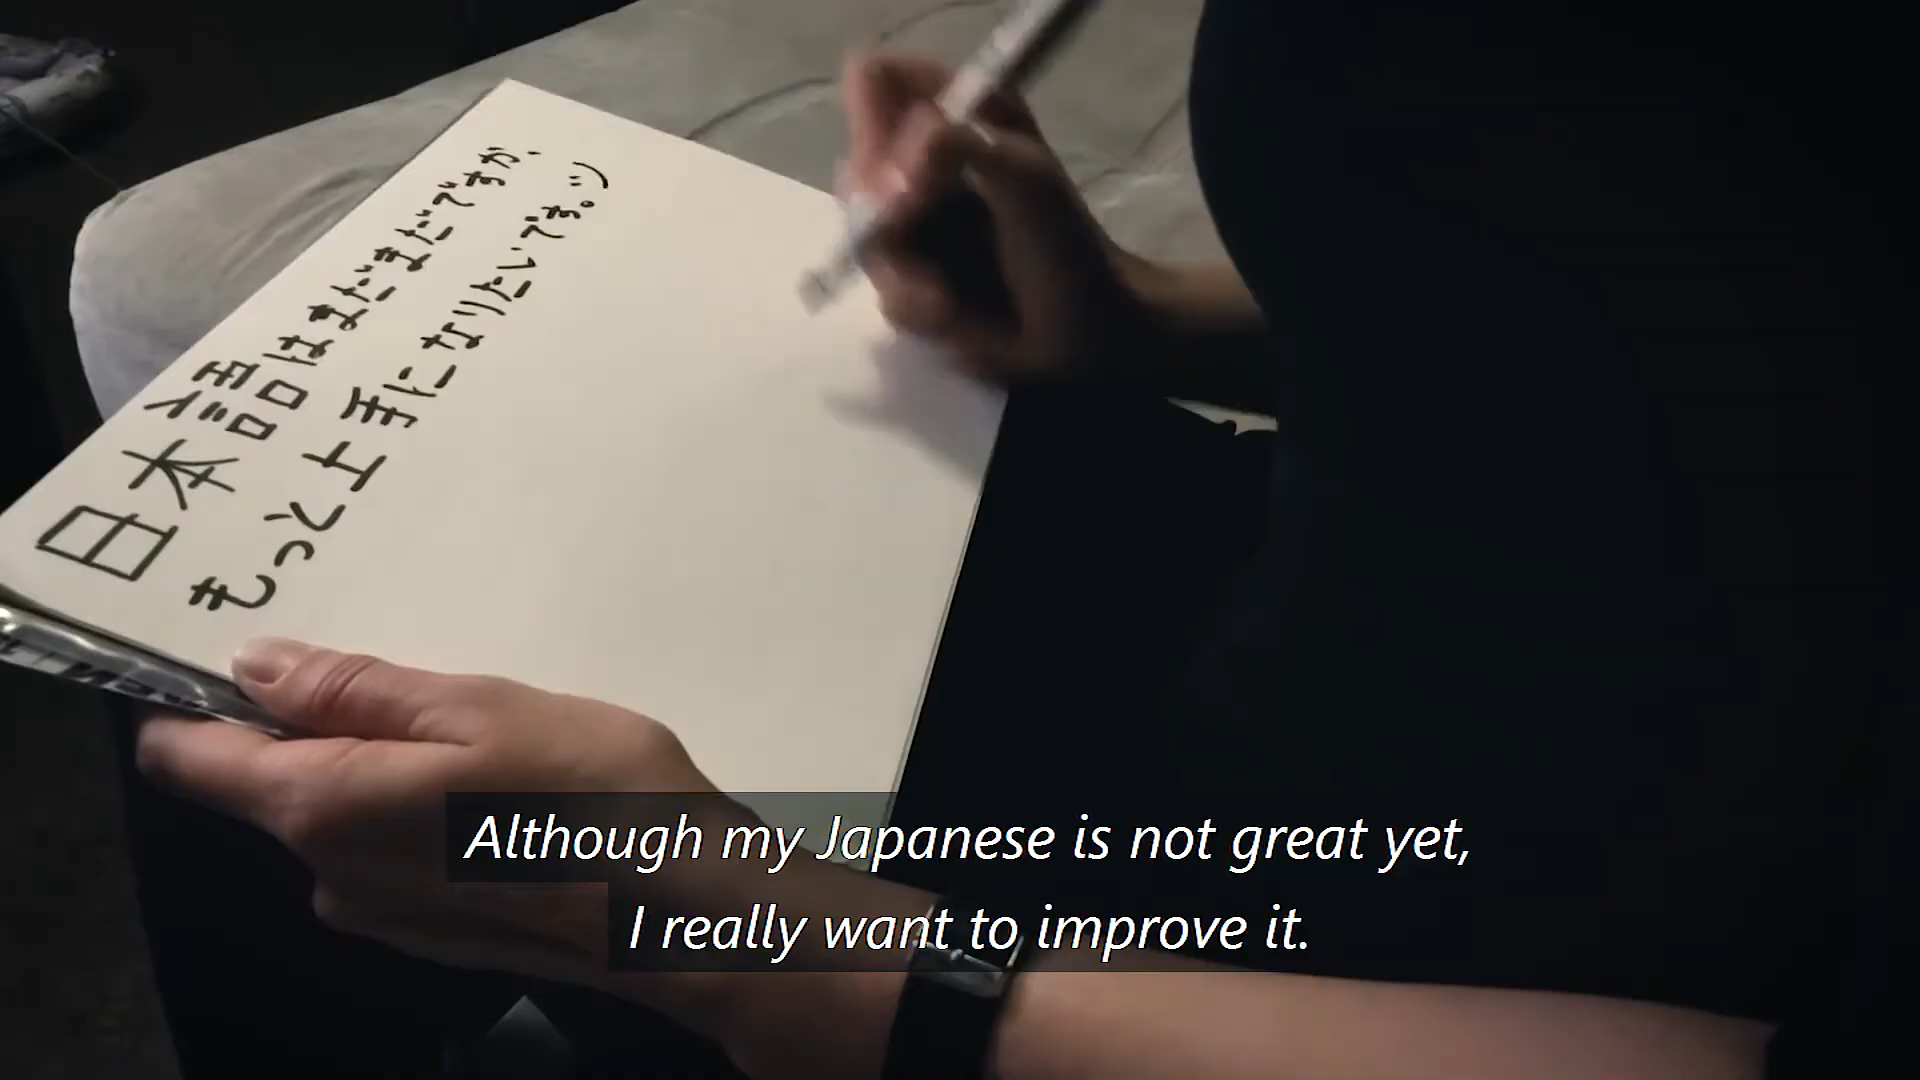 日本語はまだまだですが、
もっと上手になりたいです。ツ
Although my Japanese is not great yet,
I really want to improve it.